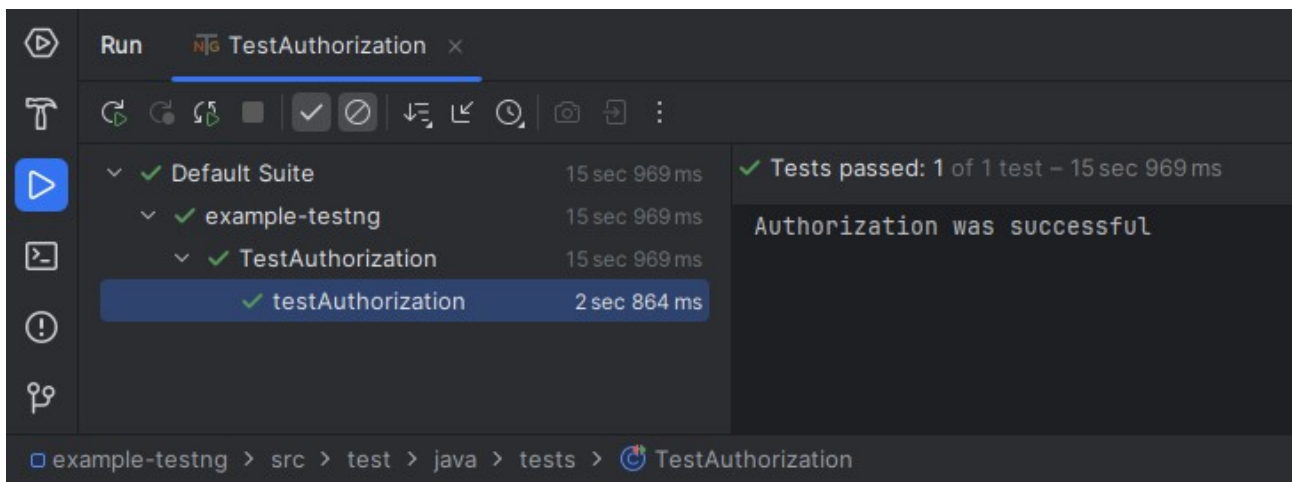 Run NG TestAuthorization ×
Default Suite 15 sec 969 ms
example-testng 15 sec 969 ms
TestAuthorization 15 sec 969 ms
testAuthorization 2 sec 864 ms
Tests passed: 1 of 1 test – 15 sec 969 ms
Authorization was successful
example-testng > src > test > java > tests > TestAuthorization